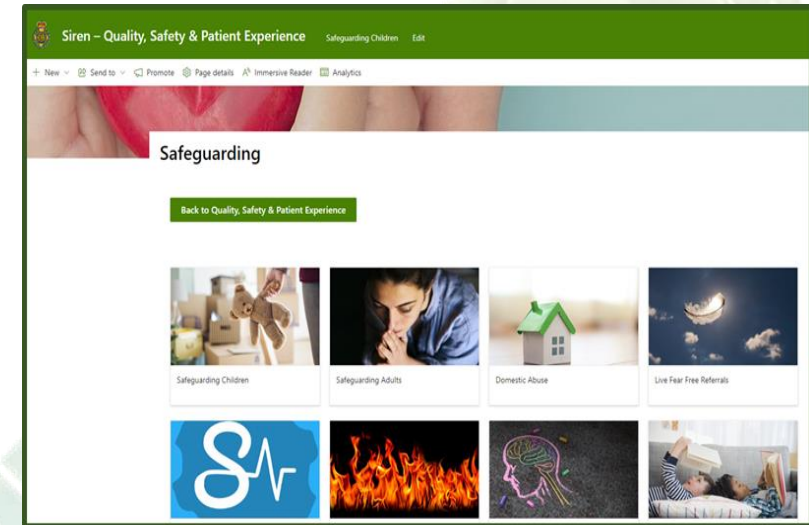 Siren – Quality, Safety & Patient Experience Safeguarding Children Edit
+ New Send to Promote Page details Immersive Reader Analytics
Safeguarding
Back to Quality, Safety & Patient Experience
Safeguarding Children Safeguarding Adults Domestic Abuse Live Fear Free Referrals